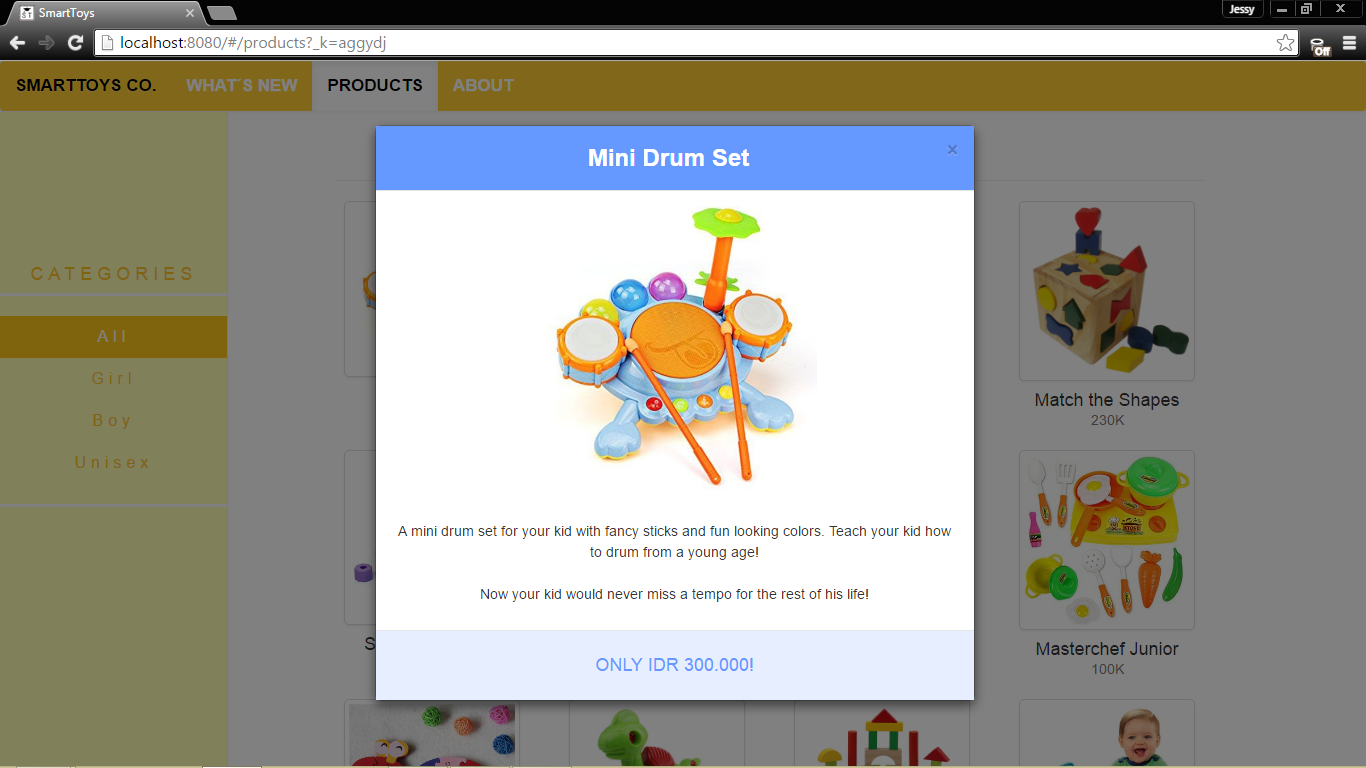 SmartToys
Jessy
localhost:8080/#/products?_k=aggydj
Off
SMARTTOYS CO. WHAT'S NEW PRODUCTS ABOUT
Mini Drum Set
×
CATEGORIES
All
Girl
Boy
Unisex
Match the Shapes
230K
A mini drum set for your kid with fancy sticks and fun looking colors. Teach your kid how
to drum from a young age!
Now your kid would never miss a tempo for the rest of his life!
S
Masterchef Junior
100K
ONLY IDR 300.000!